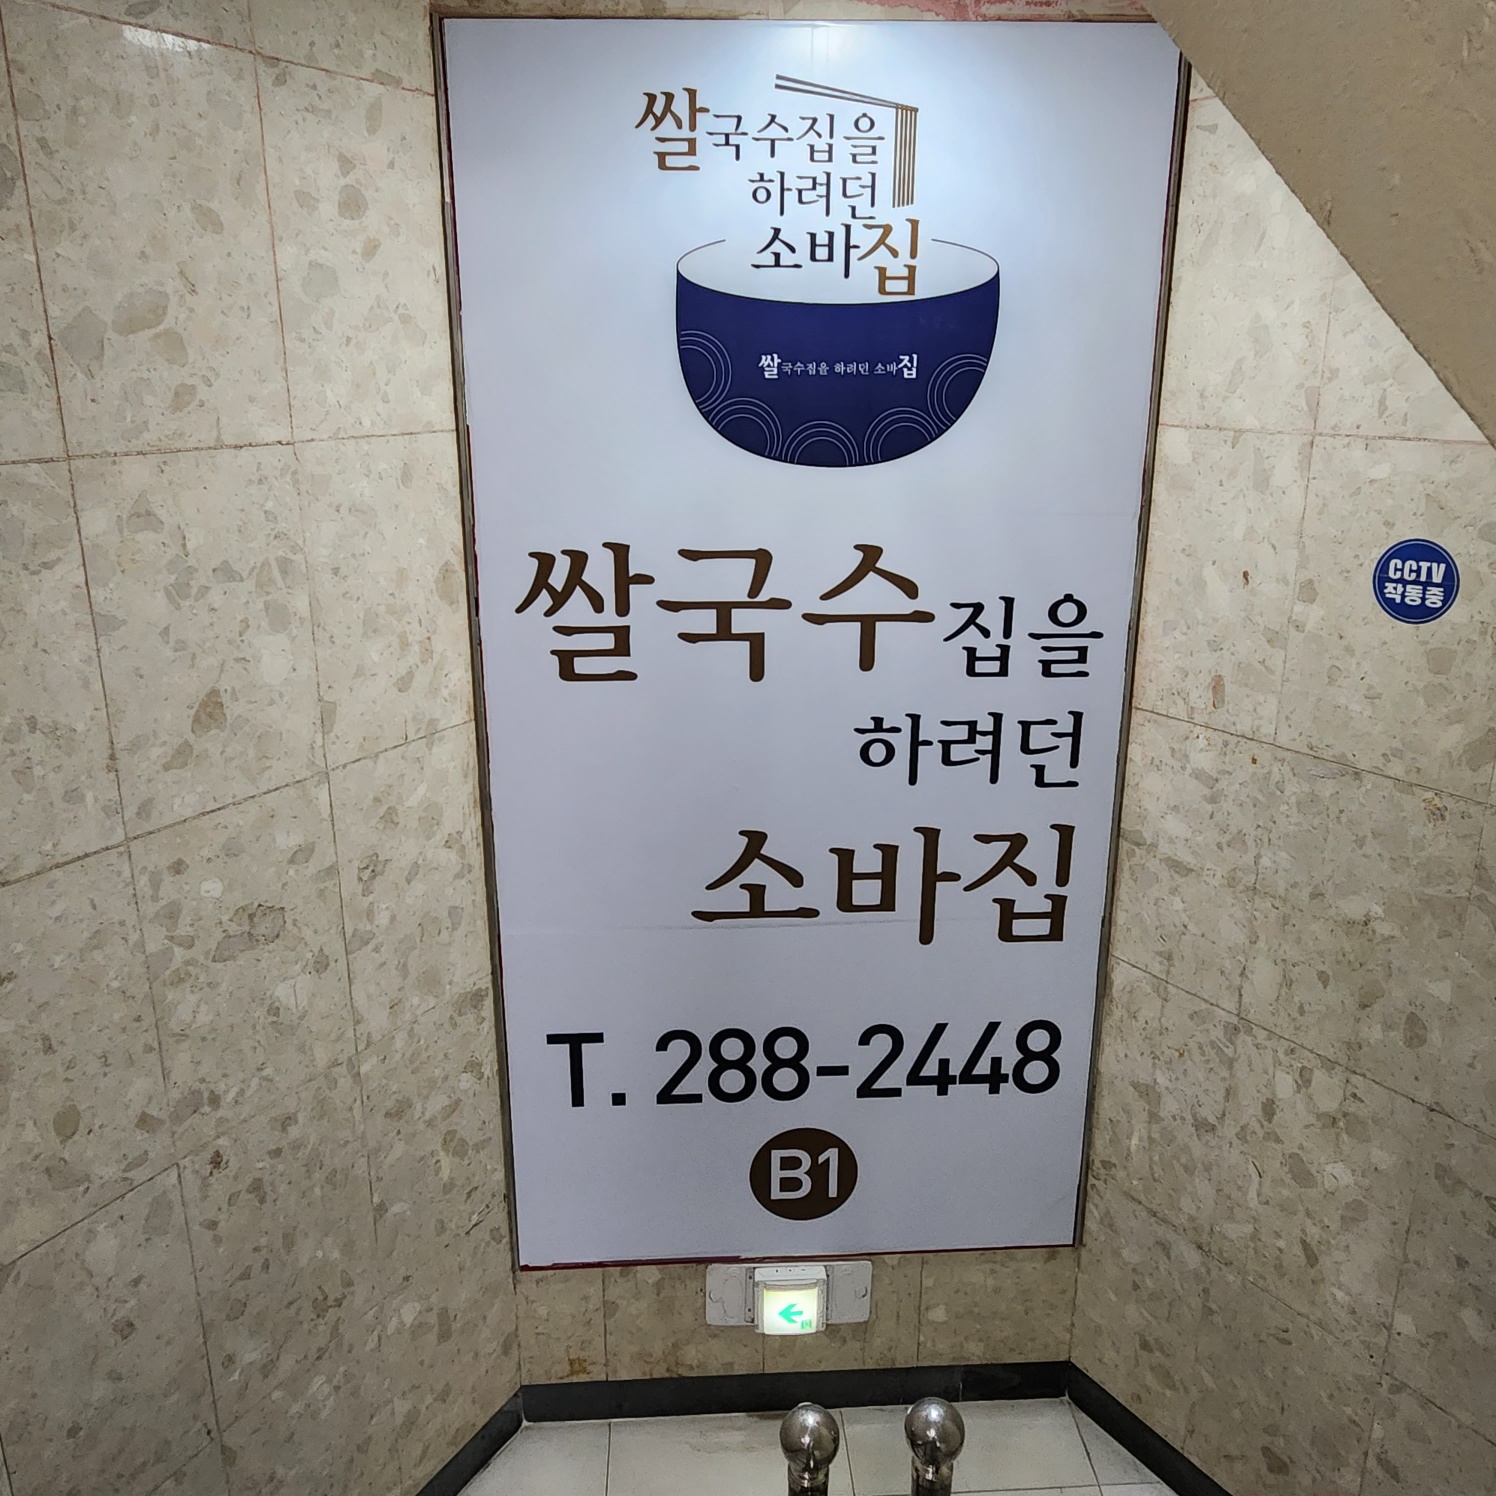 쌀국수집을
하려던
소바집
쌀국수집을 하려던 소바집
쌀국수집을
하려던
소바집
T. 288-2448
B1
CCTV
작동중